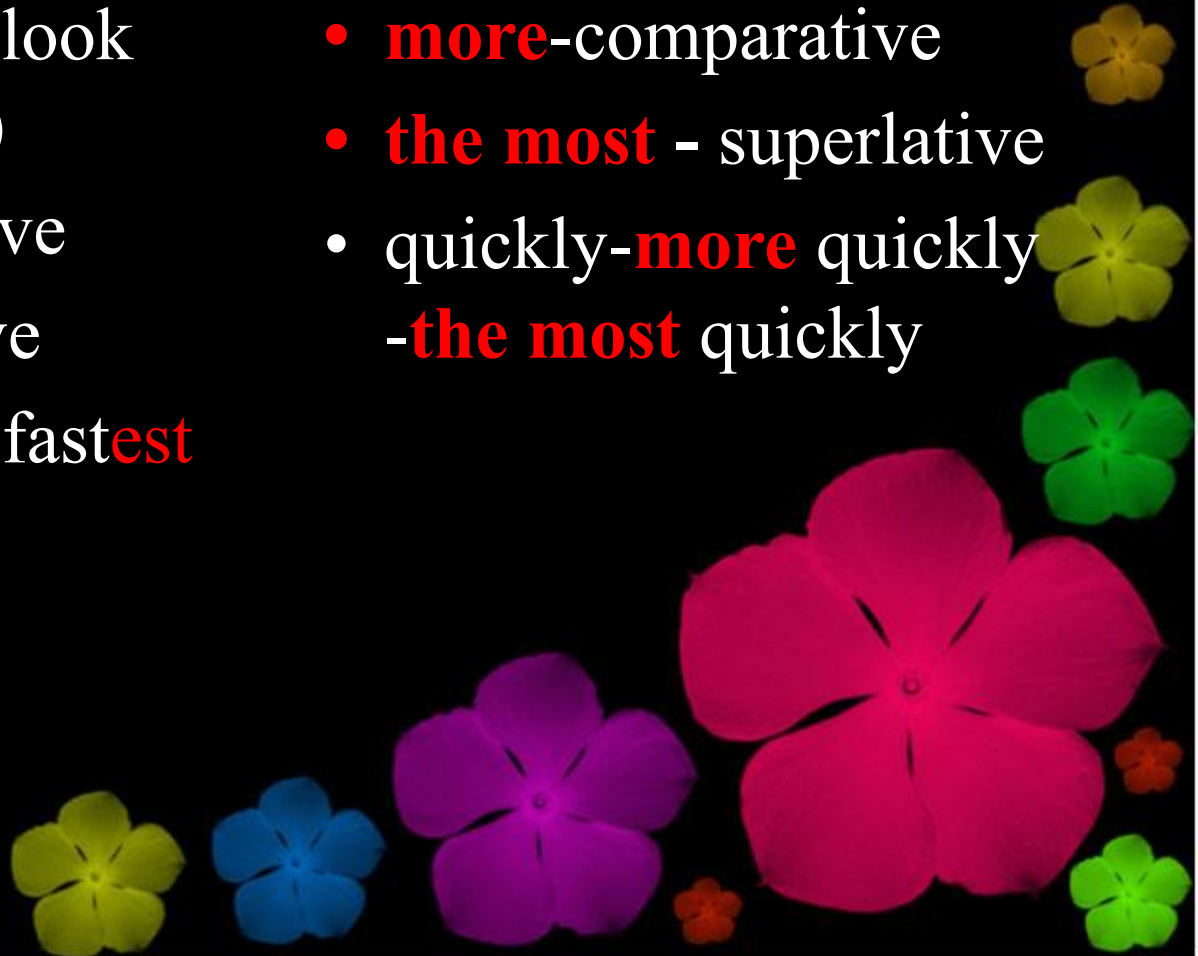 look
)
ve
ve
fastest
• more-comparative
• the most - superlative
• quickly-more quickly
-the most quickly